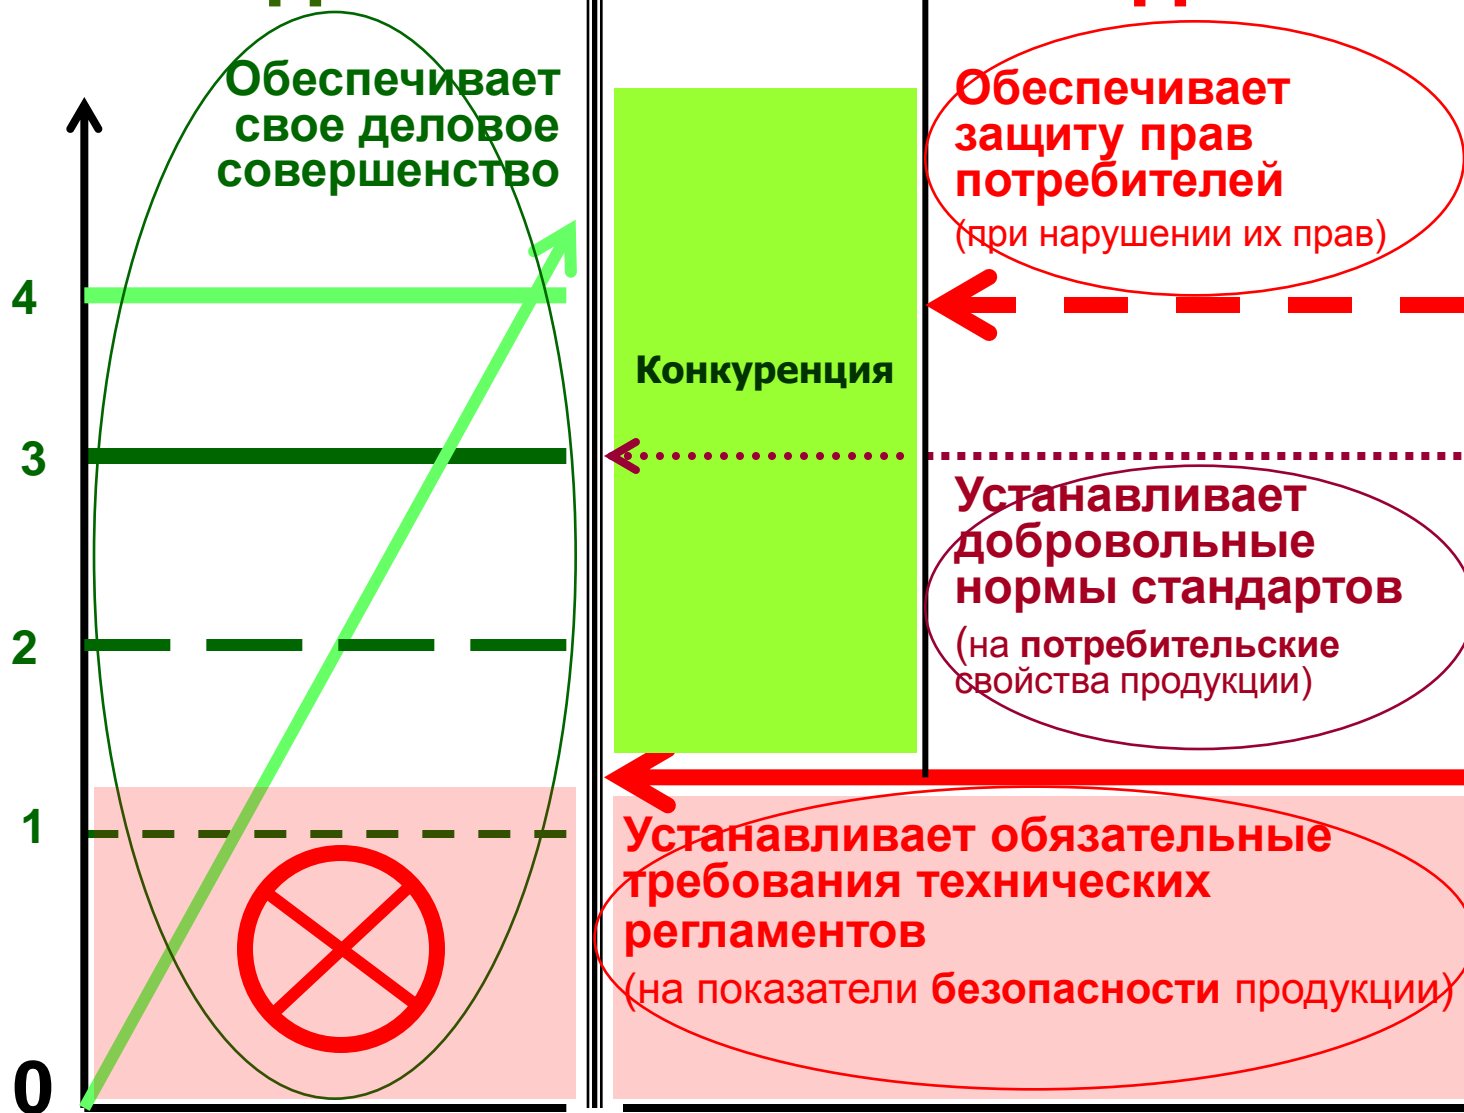 Обеспечивает
свое деловое
совершенство
4
3
2
1
0
Конкуренция
Обеспечивает
защиту прав
потребителей
(при нарушении их прав)
Устанавливает
добровольные
нормы стандартов
(на потребительские
свойства продукции)
Устанавливает обязательные
требования технических
регламентов
(на показатели безопасности продукции)